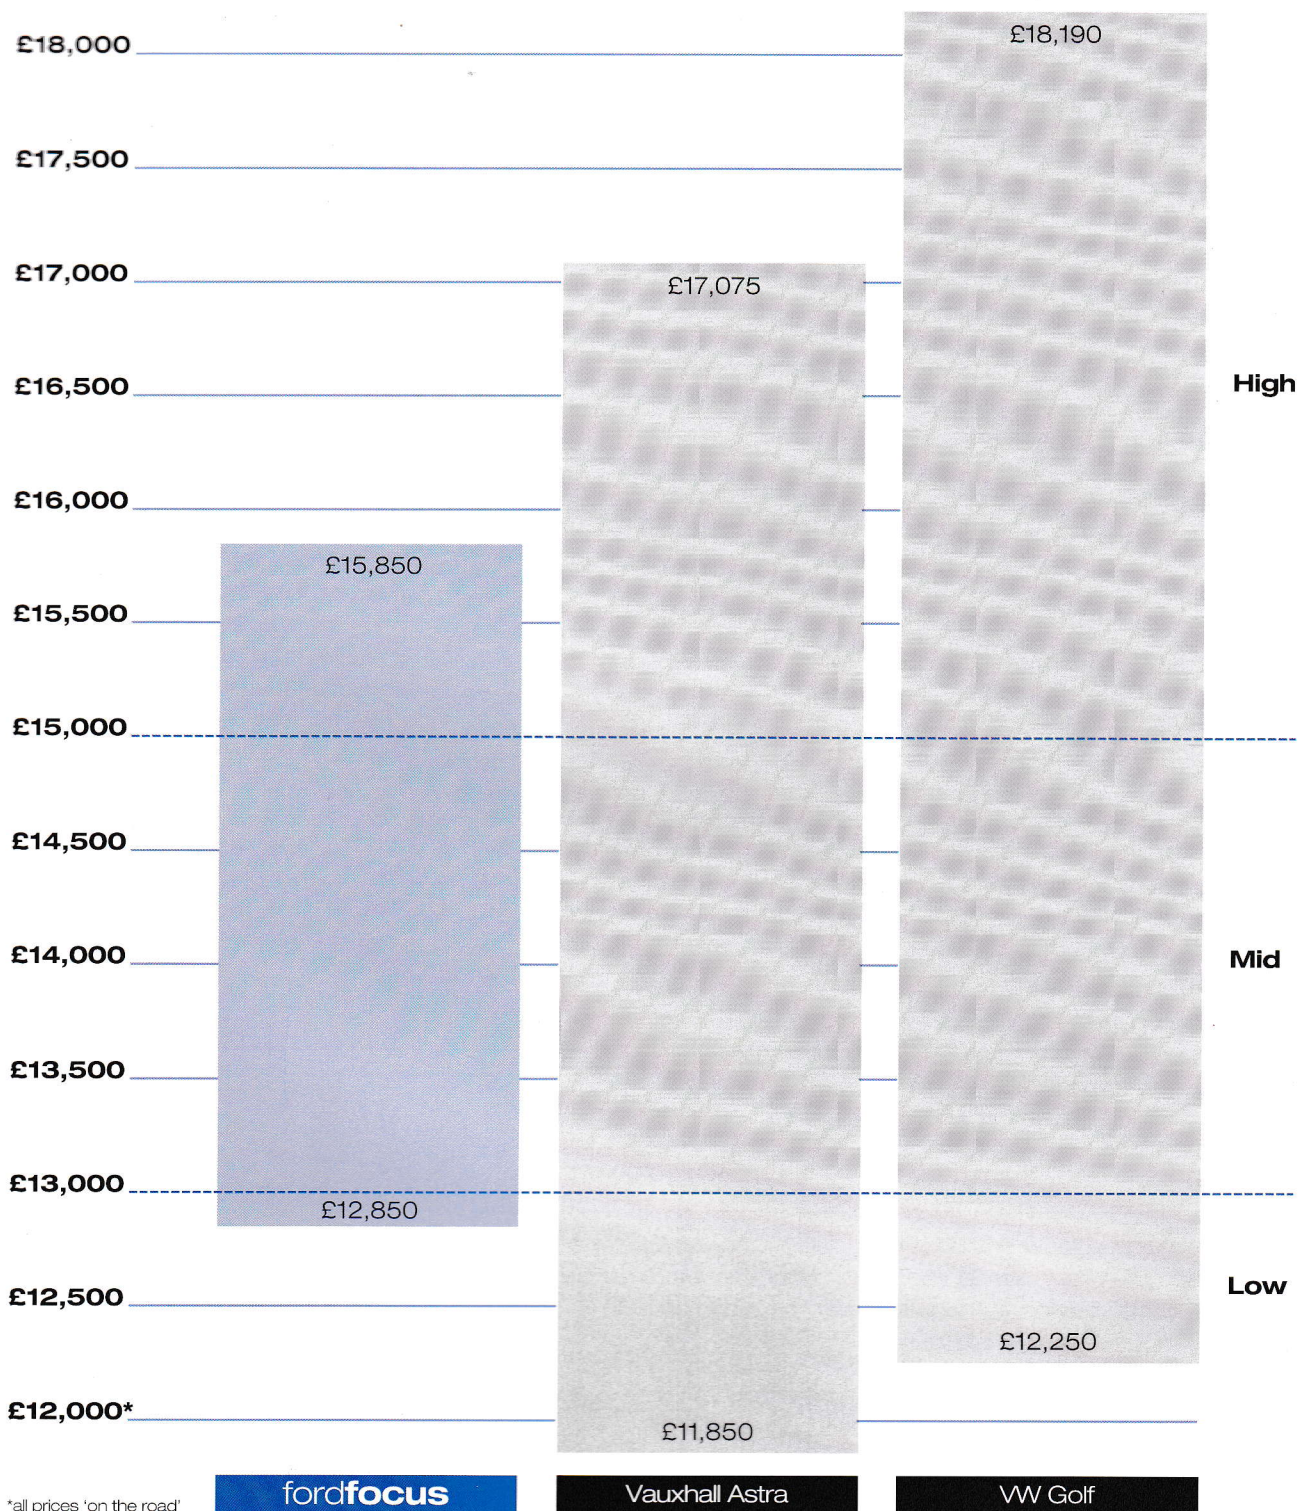 £18,000
£18,190
£17,500
£17,000
£17,075
£16,500
High
£16,000
£15,850
£15,500
£15,000
£14,500
£14,000
Mid
£13,500
£13,000
£12,850
£12,500
Low
£12,250
£12,000*
£11,850
*all prices 'on the road'
fordfocus
Vauxhall Astra
VW Golf